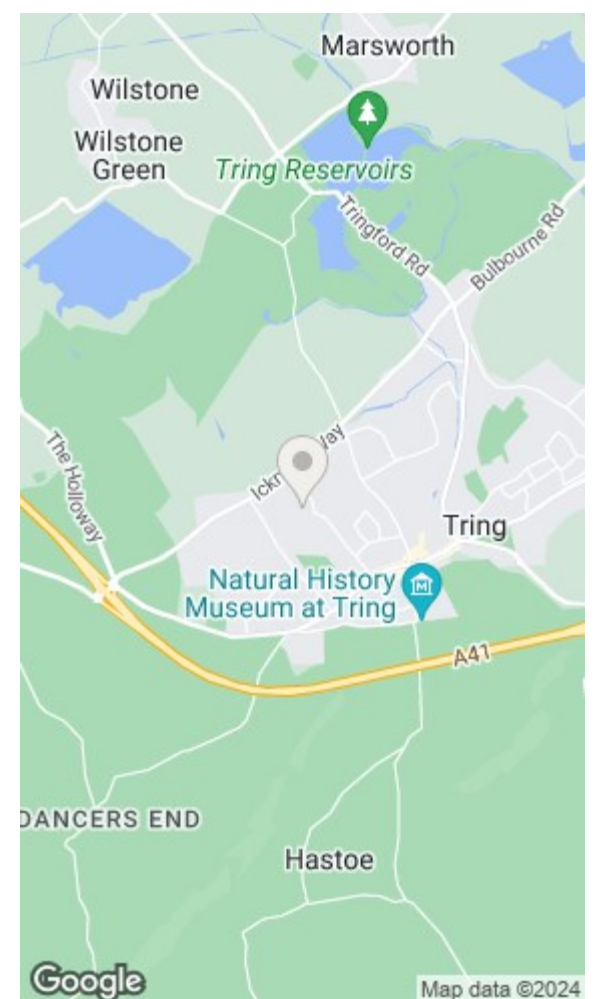 Marsworth
Wilstone
Wilstone
Green
Tring Reservoirs
Tringford Rd
Bulbourne Rd
The Holloway
Tring
Natural History
Museum at Tring
M
A41
DANCERS END
Hastoe
Google
Map data ©2024